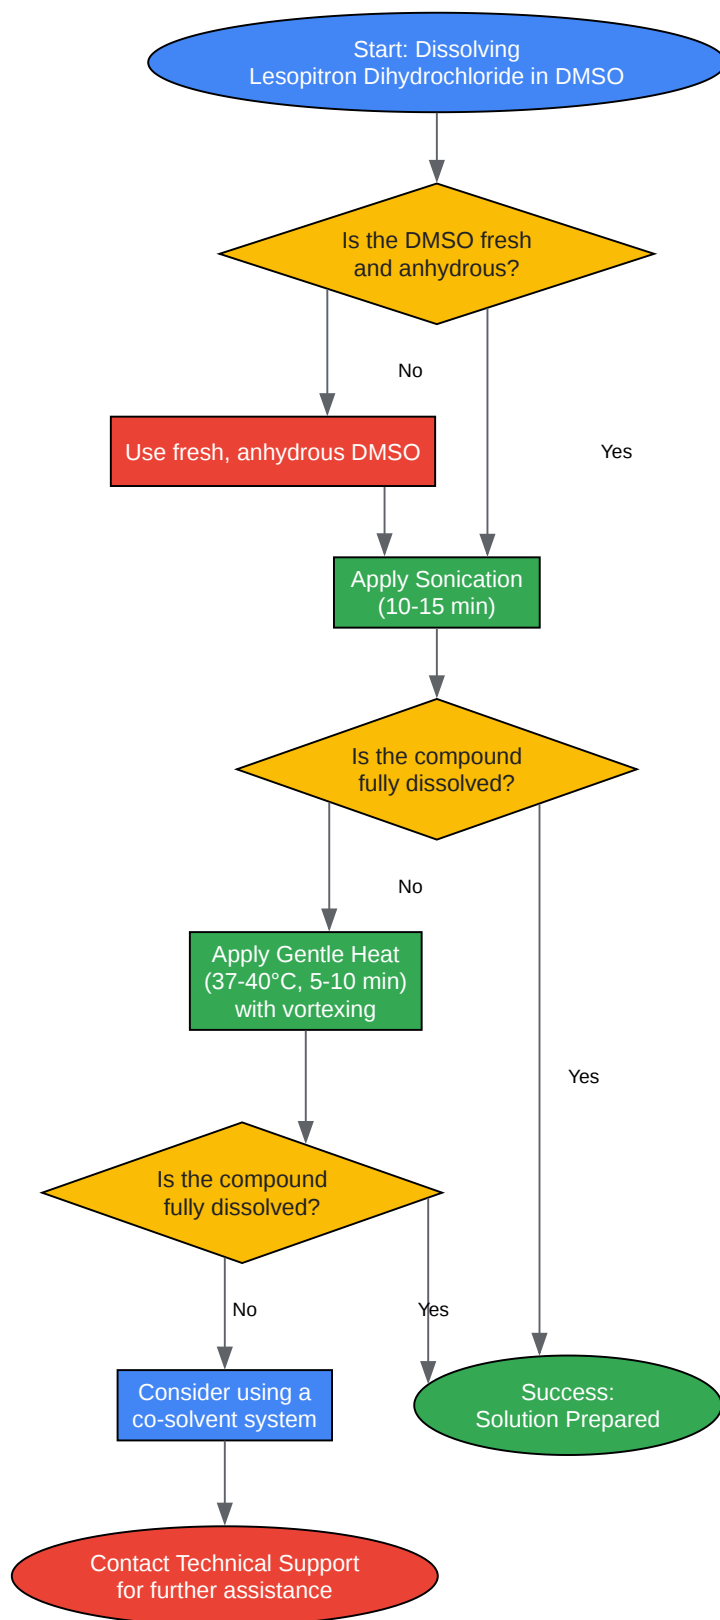 Start: Dissolving
Lesopitron Dihydrochloride in DMSO
Is the DMSO fresh
and anhydrous?
No
Use fresh, anhydrous DMSO
Yes
Apply Sonication
(10-15 min)
Is the compound
fully dissolved?
No
Apply Gentle Heat
(37-40°C, 5-10 min)
with vortexing
Yes
Is the compound
fully dissolved?
No
Yes
Consider using a
co-solvent system
Success:
Solution Prepared
Contact Technical Support
for further assistance